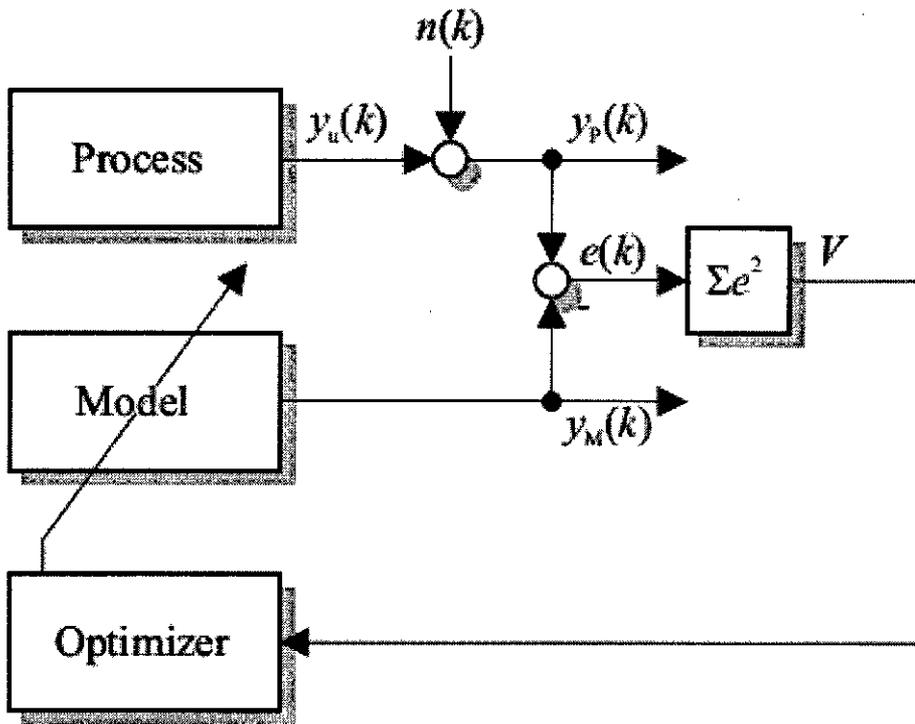 n(k)
Process
y_u(k)
y_p(k)
e(k)
Σe²
V
-
Model
y_M(k)
Optimizer